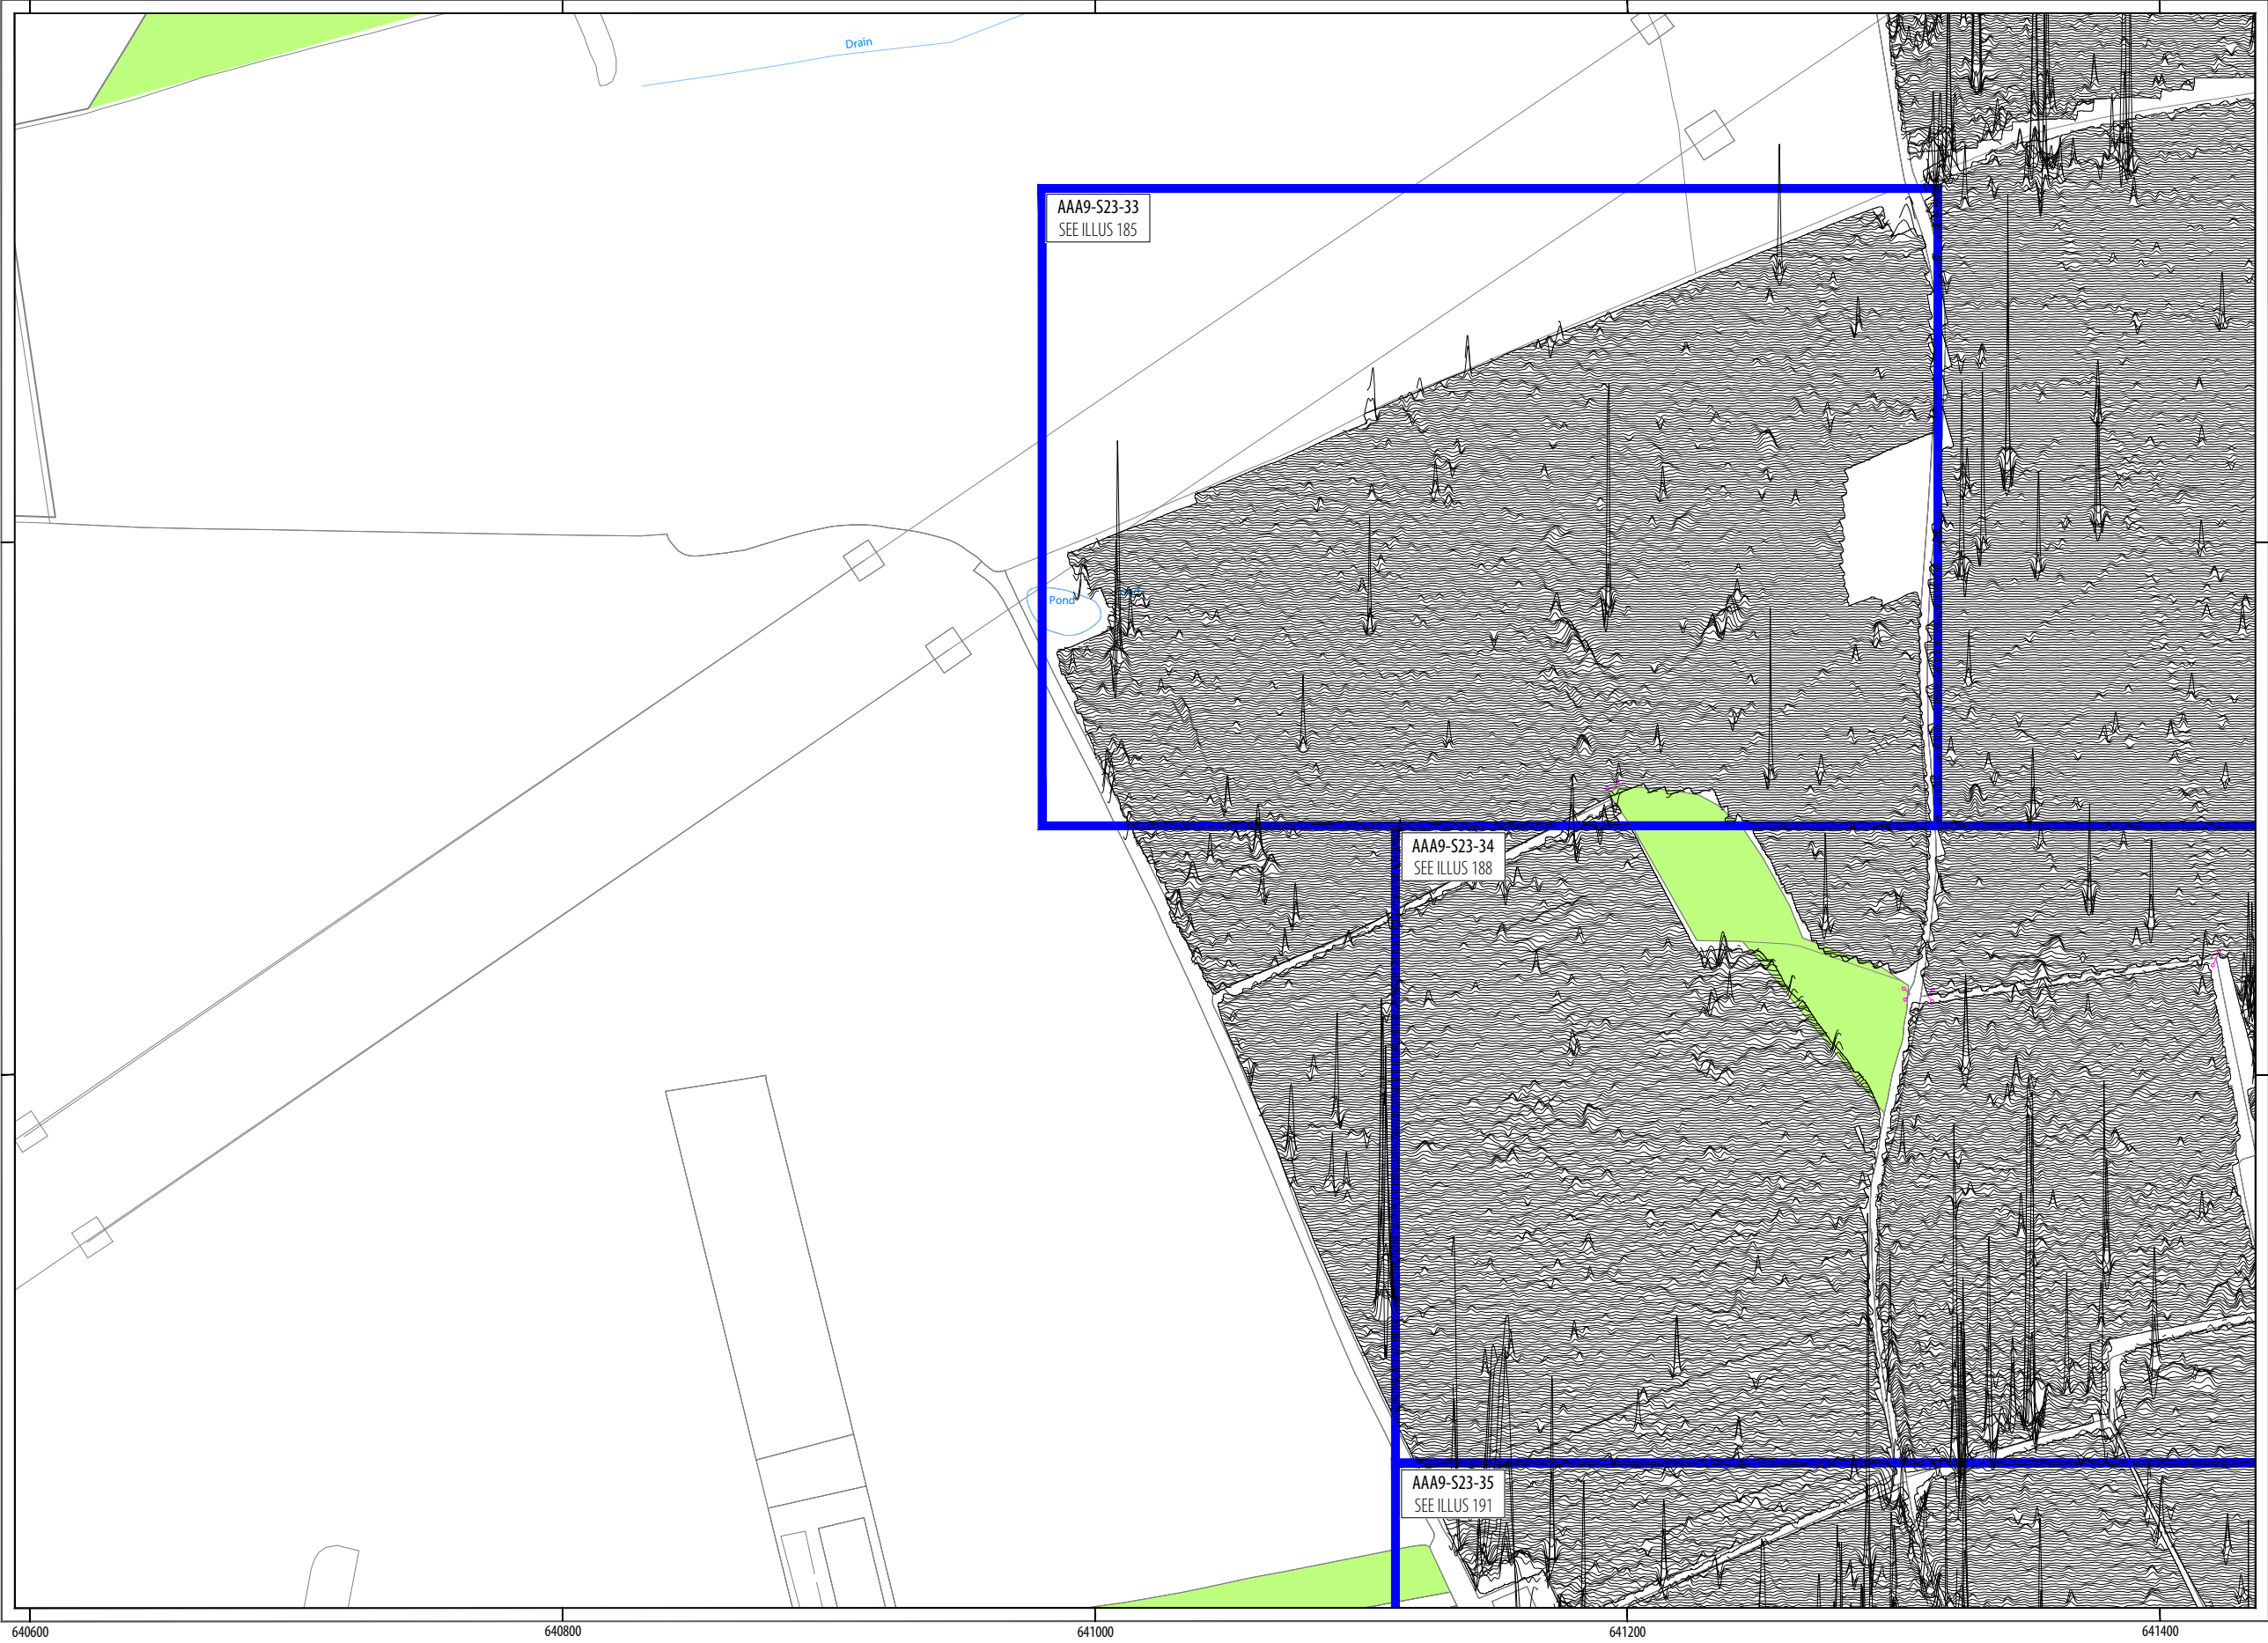 Drain
AAA9-S23-33
SEE ILLUS 185
Pond
AAA9-S23-34
SEE ILLUS 188
AAA9-S23-35
SEE ILLUS 191
640600
640800
641000
641200
641400